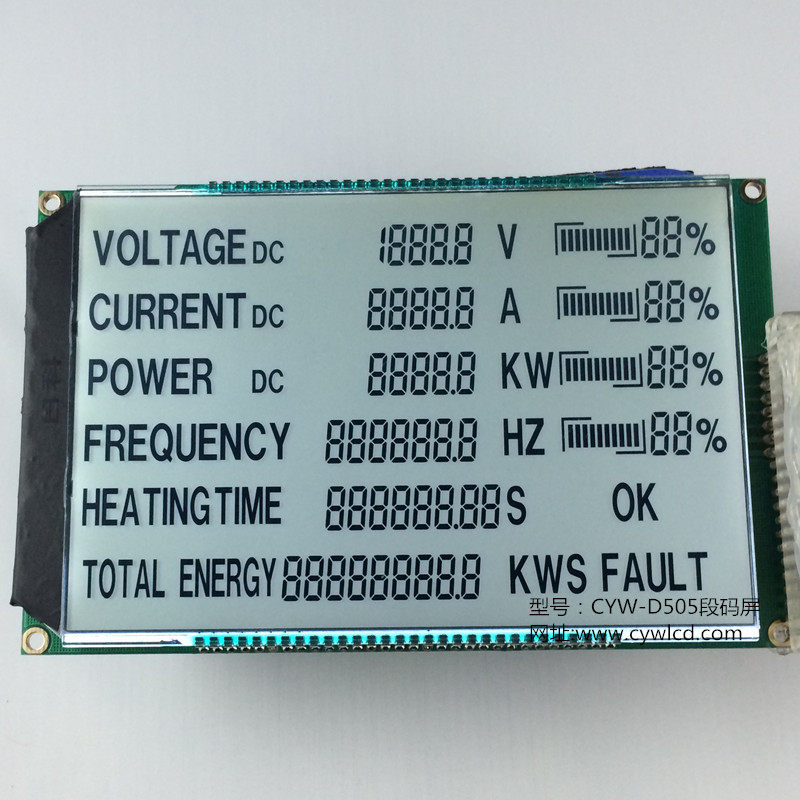 VOLTAGE DC 1888.8 V 88%
CURRENT DC 8888.8 A 88%
POWER DC 8888.8 KW 88%
FREQUENCY 888888.8 HZ 88%
HEATING TIME 888888.88 S OK
TOTAL ENERGY 88888888.8 KWS FAULT
型号：CYW-D505段码屏
网址:www.cywlcd.com